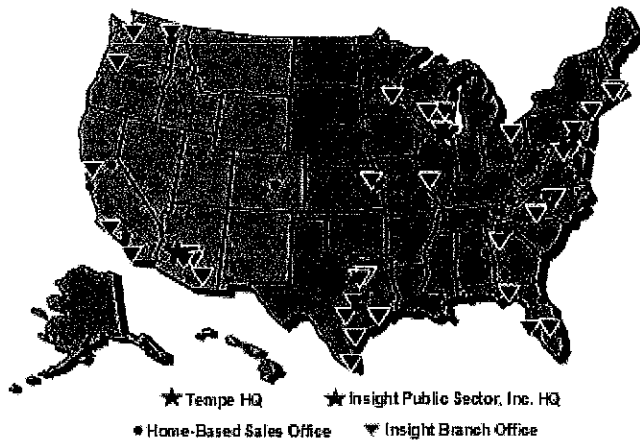 Tempe HQ Insight Public Sector, Inc. HQ
Home-Based Sales Office Insight Branch Office